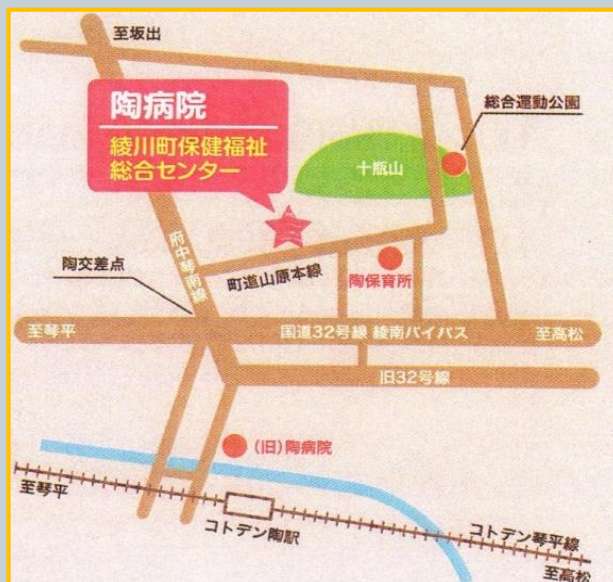 至坂出
陶病院
綾川町保健福祉
総合センター
総合運動公園
十瓶山
府中琴南線
陶交差点
町道山原本線
陶保育所
至琴平
国道32号線 綾南バイパス
至高松
旧32号線
(旧)陶病院
至琴平
コトデン陶駅
コトデン琴平線
至高松